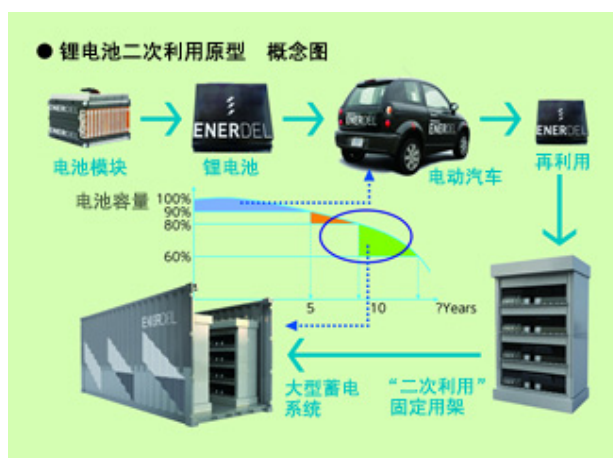 ● 锂电池二次利用原型 概念图
ENERDEL
ENERDEL
ENERDEL
ENERDEL
电池模块
锂电池
电动汽车
再利用
电池容量
100%
90%
80%
60%
5
10
?Years
ENERDEL
大型蓄电
系统
“二次利用”
固定用架